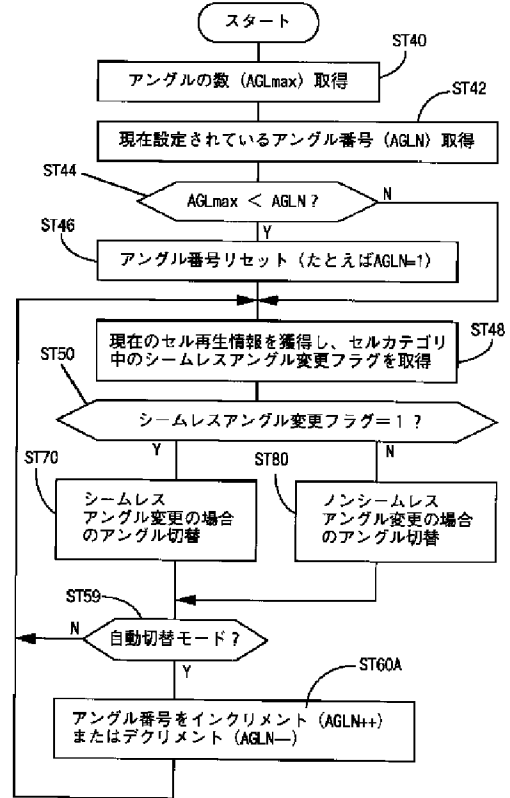 スタート
ST40
アングルの数 (AGLmax) 取得
ST42
現在設定されているアングル番号 (AGLN) 取得
ST44
AGLmax < AGLN?
N
Y
ST46
アングル番号リセット (たとえばAGLN=1)
ST48
現在のセル再生情報を獲得し、セルカテゴリ
中のシームレスアングル変更フラグを取得
ST50
シームレスアングル変更フラグ=1?
Y
N
ST70
シームレス
アングル変更の場合
のアングル切替
ST80
ノンシームレス
アングル変更の場合
のアングル切替
ST59
自動切替モード?
N
Y
ST60A
アングル番号をインクリメント (AGLN++)
またはデクリメント (AGLN—)